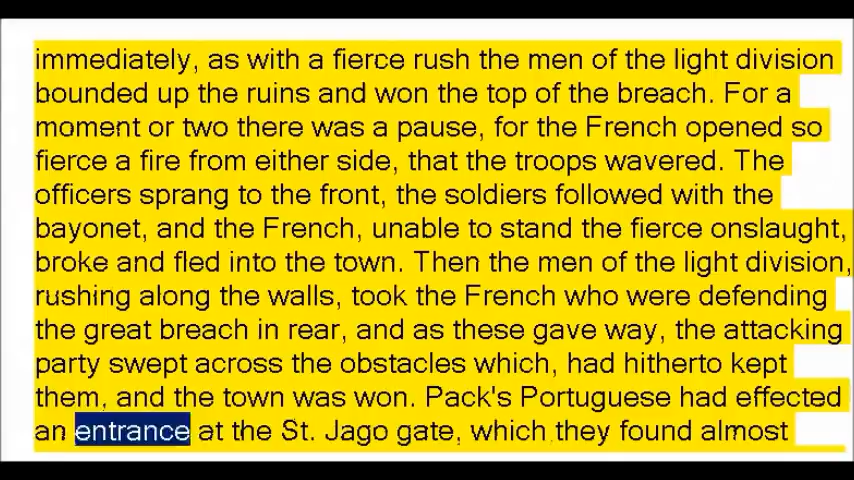 immediately, as with a fierce rush the men of the light division
bounded up the ruins and won the top of the breach. For a
moment or two there was a pause, for the French opened so
fierce a fire from either side, that the troops wavered. The
officers sprang to the front, the soldiers followed with the
bayonet, and the French, unable to stand the fierce onslaught,
broke and fled into the town. Then the men of the light division,
rushing along the walls, took the French who were defending
the great breach in rear, and as these gave way, the attacking
party swept across the obstacles which, had hitherto kept
them, and the town was won. Pack's Portuguese had effected
an entrance at the St. Jago gate, which they found almost